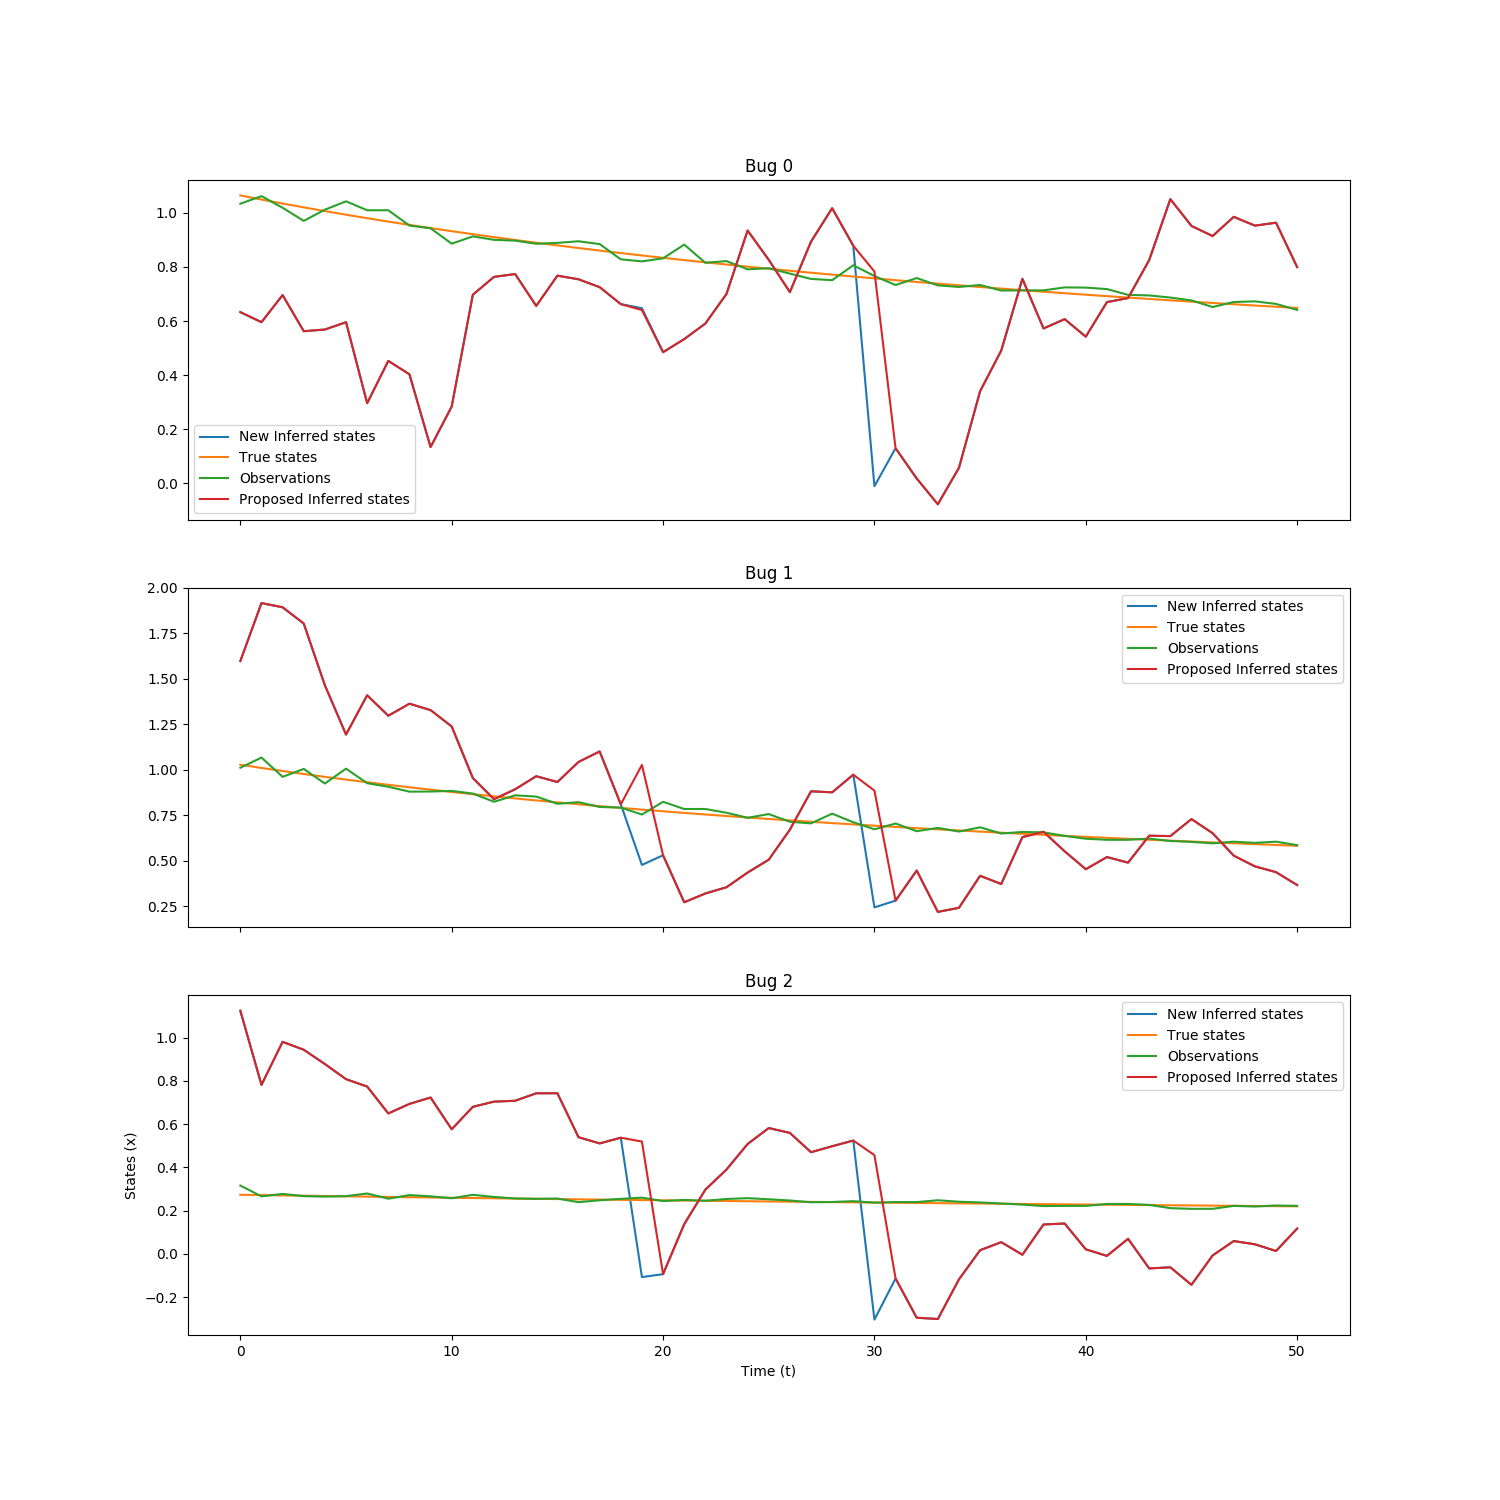 Bug 0
1.0
0.8
0.6
0.4
0.2
0.0
New Inferred states
True states
Observations
Proposed Inferred states
Bug 1
2.00
1.75
1.50
1.25
1.00
0.75
0.50
0.25
New Inferred states
True states
Observations
Proposed Inferred states
Bug 2
1.0
0.8
0.6
0.4
0.2
0.0
−0.2
New Inferred states
True states
Observations
Proposed Inferred states
States (x)
0 10 20 30 40 50
Time (t)